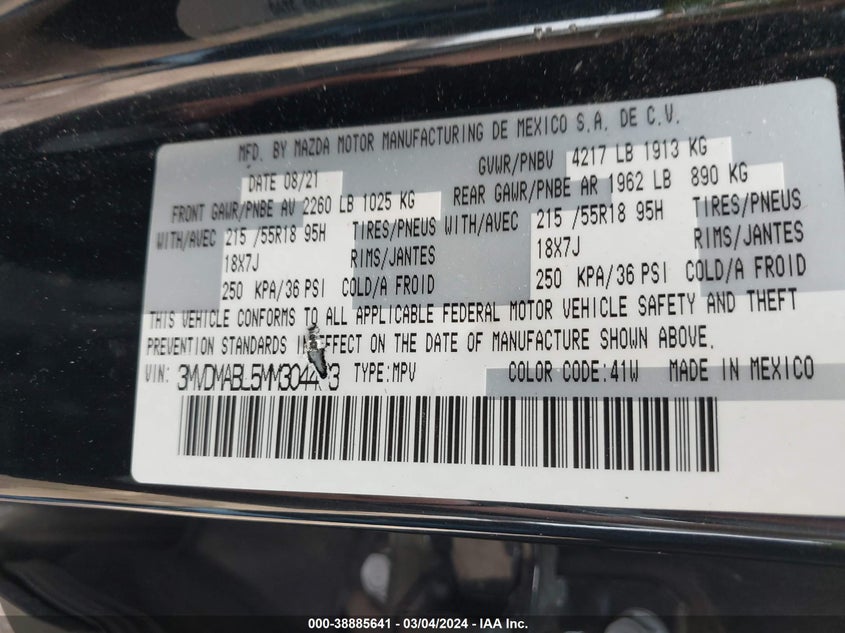 MFD. BY MAZDA MOTOR MANUFACTURING DE MEXICO S.A. DE C.V.
DATE 08/21 GVWR/PNBV 4217 LB 1913 KG
FRONT GAWR/PNBE AV 2260 LB 1025 KG REAR GAWR/PNBE AR 1962 LB 890 KG
WITH/AVEC 215 /55R18 95H TIRES/PNEUS WITH/AVEC 215 /55R18 95H TIRES/PNEUS
18X7J RIMS/JANTES 18X7J RIMS/JANTES
250 KPA/36 PSI COLD/A FROID 250 KPA/36 PSI COLD/A FROID
THIS VEHICLE CONFORMS TO ALL APPLICABLE FEDERAL MOTOR VEHICLE SAFETY AND THEFT
PREVENTION STANDARDS IN EFFECT ON THE DATE OF MANUFACTURE SHOWN ABOVE.
VIN: TYPE:MPV COLOR CODE:41W MADE IN MEXICO
000-38885641 / 03/04/2024 - IAA Inc.